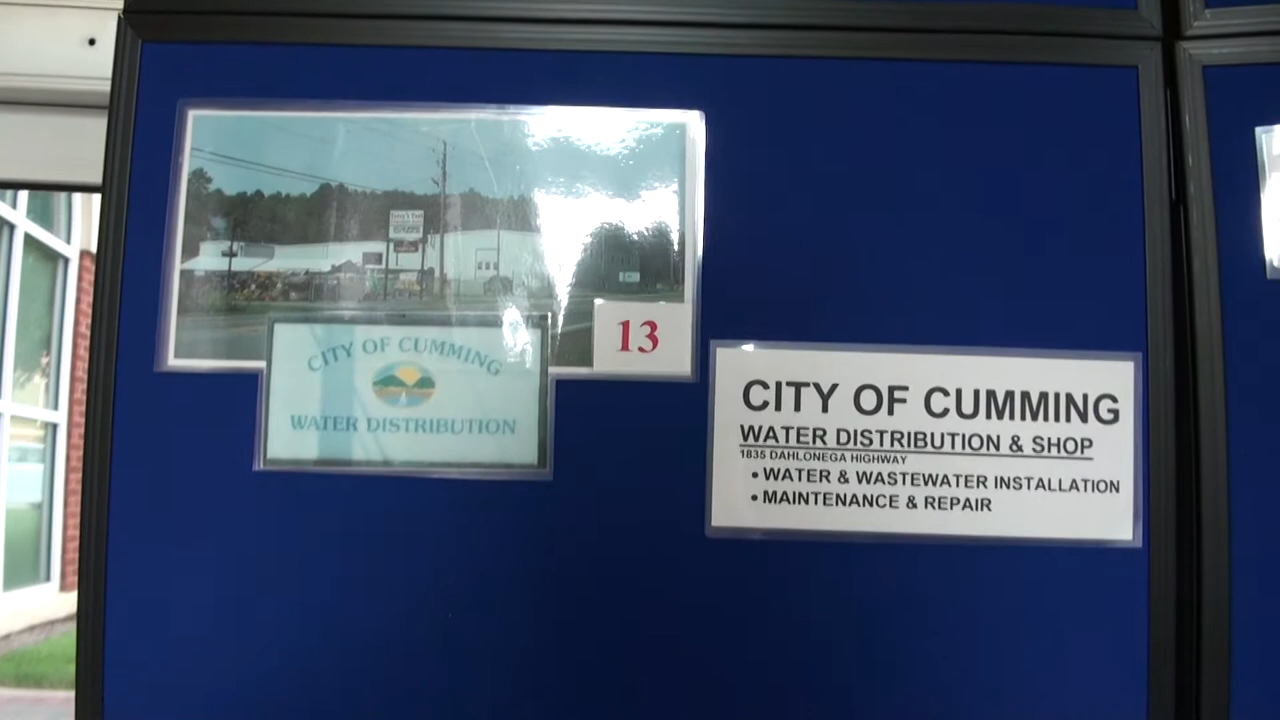 13
CITY OF CUMMING
WATER DISTRIBUTION
CITY OF CUMMING
WATER DISTRIBUTION & SHOP
1835 DAHLONEGA HIGHWAY
• WATER & WASTEWATER INSTALLATION
• MAINTENANCE & REPAIR